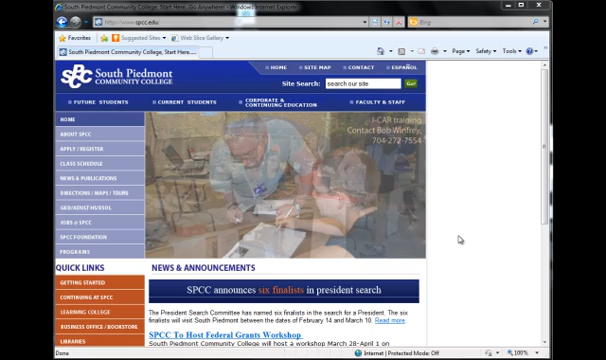 South Piedmont Community College, Start Here. Go Anywhere! - Windows Internet Explorer
http://www.spcc.edu
Bing
Favorites
Suggested Sites
Web Slice Gallery
South Piedmont Community College, Start Here....
Page
Safety
Tools
HOME
SITE MAP
CONTACT
ESPAÑOL
SPCC
South Piedmont
COMMUNITY COLLEGE
Site Search:
search our site
Go!
FUTURE STUDENTS
CURRENT STUDENTS
CORPORATE &
CONTINUING EDUCATION
FACULTY & STAFF
HOME
ABOUT SPCC
APPLY / REGISTER
CLASS SCHEDULE
NEWS & PUBLICATIONS
DIRECTIONS / MAPS / TOURS
GED/ADULT HS/ESOL
JOBS @ SPCC
SPCC FOUNDATION
PROGRAMS
I-CAR training
Contact Bob Winfrey,
704-272-7554
QUICK LINKS
GETTING STARTED
CONTINUING AT SPCC
LEARNING COLLEGE
BUSINESS OFFICE / BOOKSTORE
LIBRARIES
NEWS & ANNOUNCEMENTS
SPCC announces six finalists in president search
The President Search Committee has named six finalists in the search for a President. The six
finalists will visit South Piedmont between the dates of February 14 and March 10. Read more.
SPCC To Host Federal Grants Workshop
South Piedmont Community College will host a workshop March 28-April 1 on
Done
Internet | Protected Mode: Off
100%